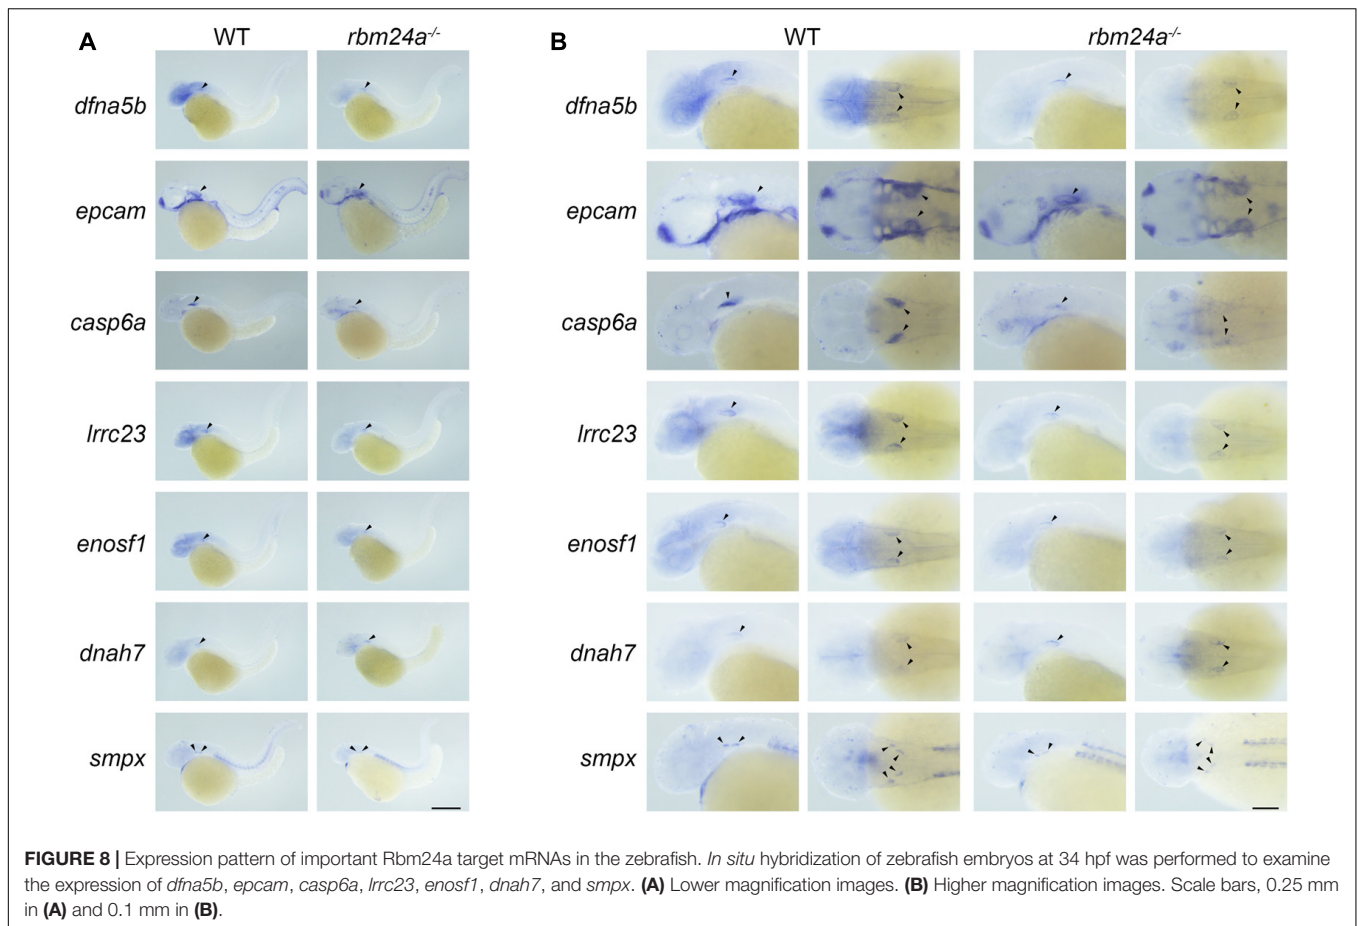 A
WT
rbm24a-/-
B
WT
rbm24a-/-
dfna5b
dfna5b
epcam
epcam
casp6a
casp6a
lrrc23
lrrc23
enosf1
enosf1
dnah7
dnah7
smpx
smpx
FIGURE 8 | Expression pattern of important Rbm24a target mRNAs in the zebrafish. In situ hybridization of zebrafish embryos at 34 hpf was performed to examine
the expression of dfna5b, epcam, casp6a, lrrc23, enosf1, dnah7, and smpx. (A) Lower magnification images. (B) Higher magnification images. Scale bars, 0.25 mm
in (A) and 0.1 mm in (B).